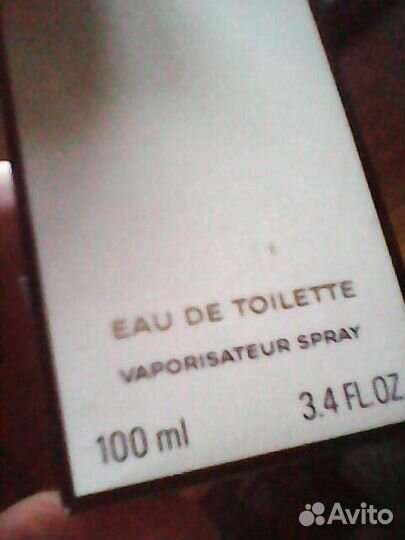 EAU DE TOILETTE
VAPORISATEUR SPRAY
100 ml 3.4 FL.OZ.
Avito